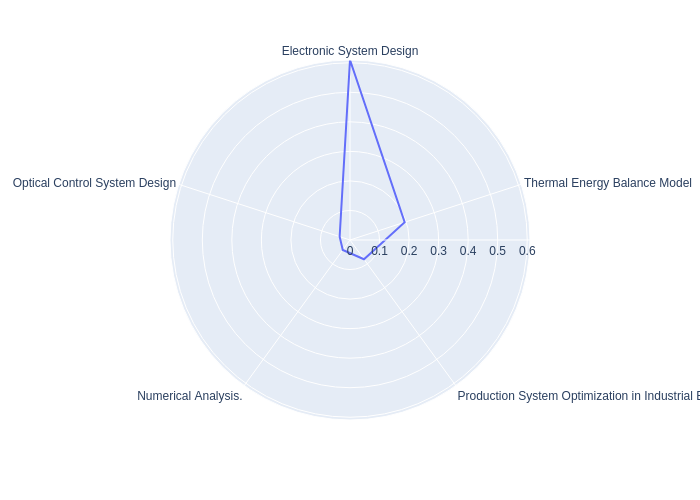 Electronic System Design
Optical Control System Design
Thermal Energy Balance Model
0 0.1 0.2 0.3 0.4 0.5 0.6
Numerical Analysis.
Production System Optimization in Industrial